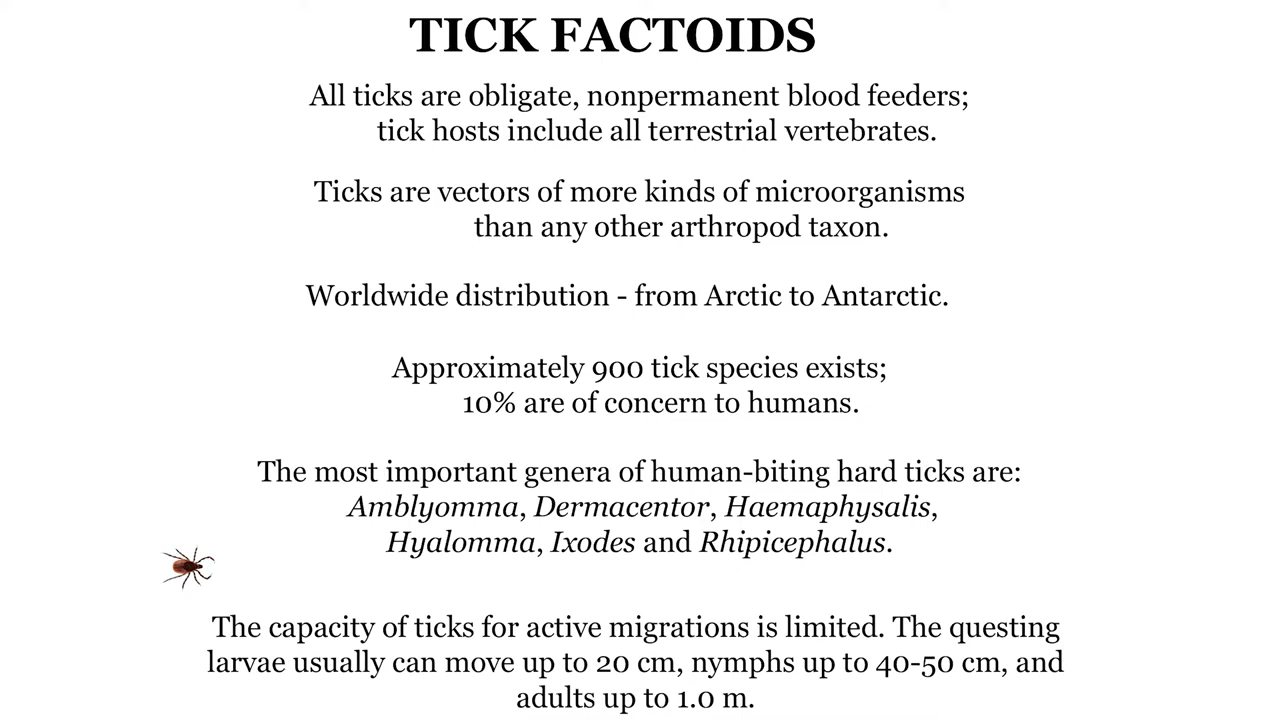 TICK FACTOIDS
All ticks are obligate, nonpermanent blood feeders;
tick hosts include all terrestrial vertebrates.
Ticks are vectors of more kinds of microorganisms
than any other arthropod taxon.
Worldwide distribution - from Arctic to Antarctic.
Approximately 900 tick species exists;
10% are of concern to humans.
The most important genera of human-biting hard ticks are:
Amblyomma, Dermacentor, Haemaphysalis,
Hyalomma, Ixodes and Rhipicephalus.
The capacity of ticks for active migrations is limited. The questing
larvae usually can move up to 20 cm, nymphs up to 40-50 cm, and
adults up to 1.0 m.